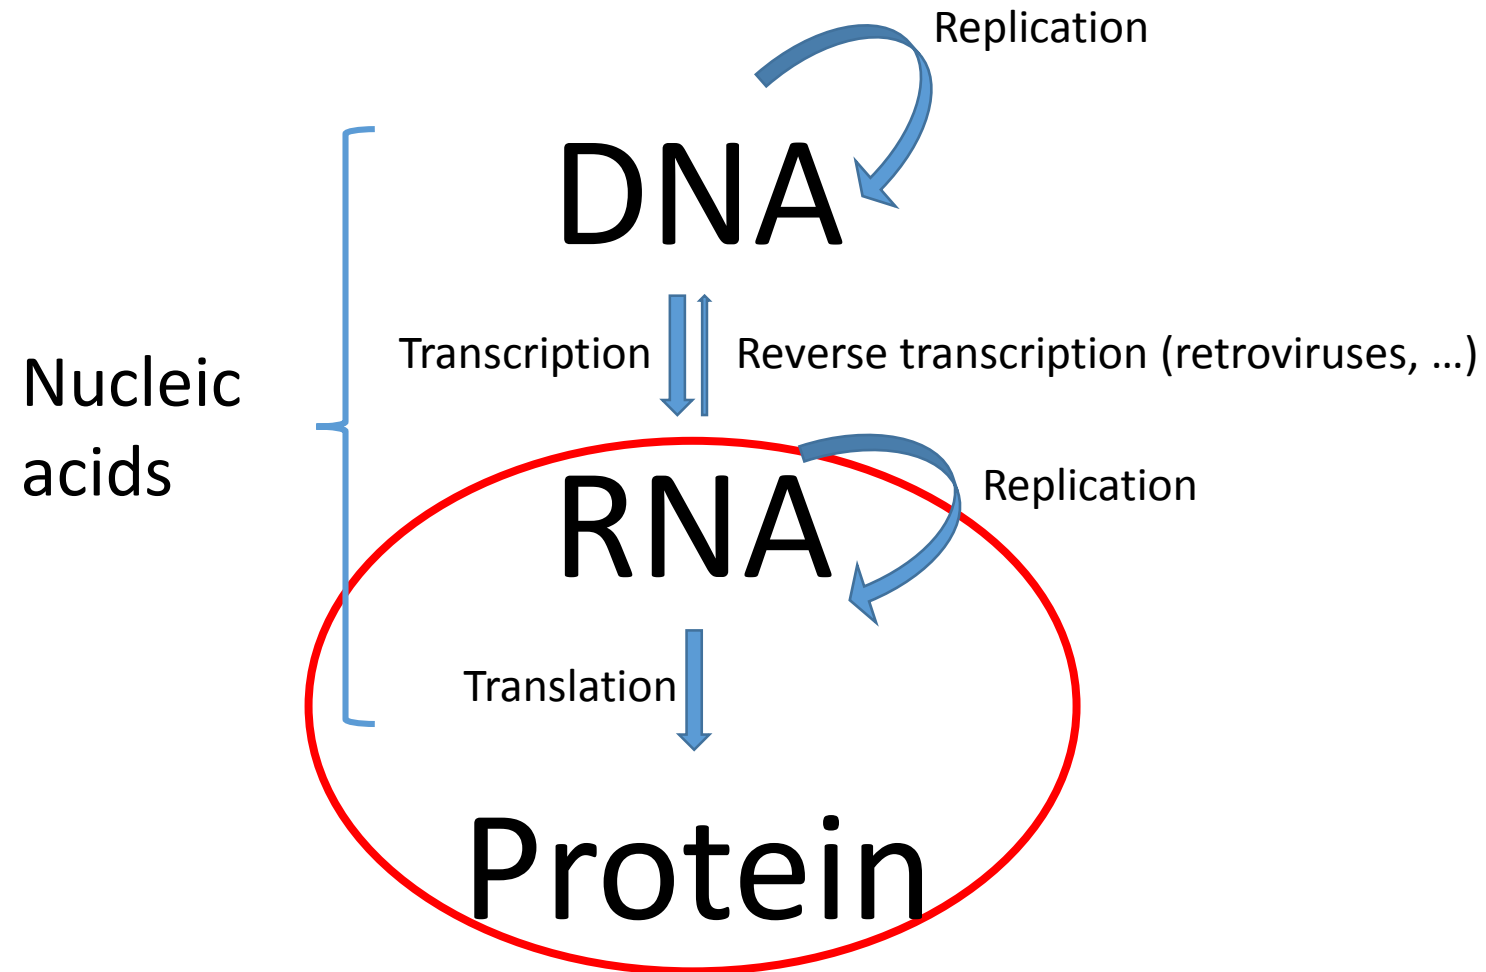 Replication
DNA
Transcription
Reverse transcription (retroviruses, …)
Nucleic
acids
RNA
Replication
Translation
Protein